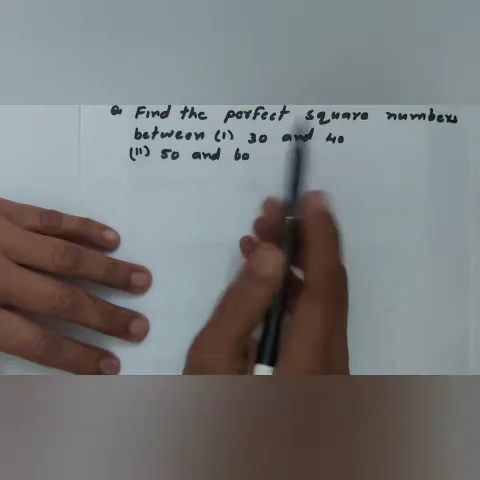 Q Find the perfect square numbers
between (i) 30 and 40
(ii) 50 and 60